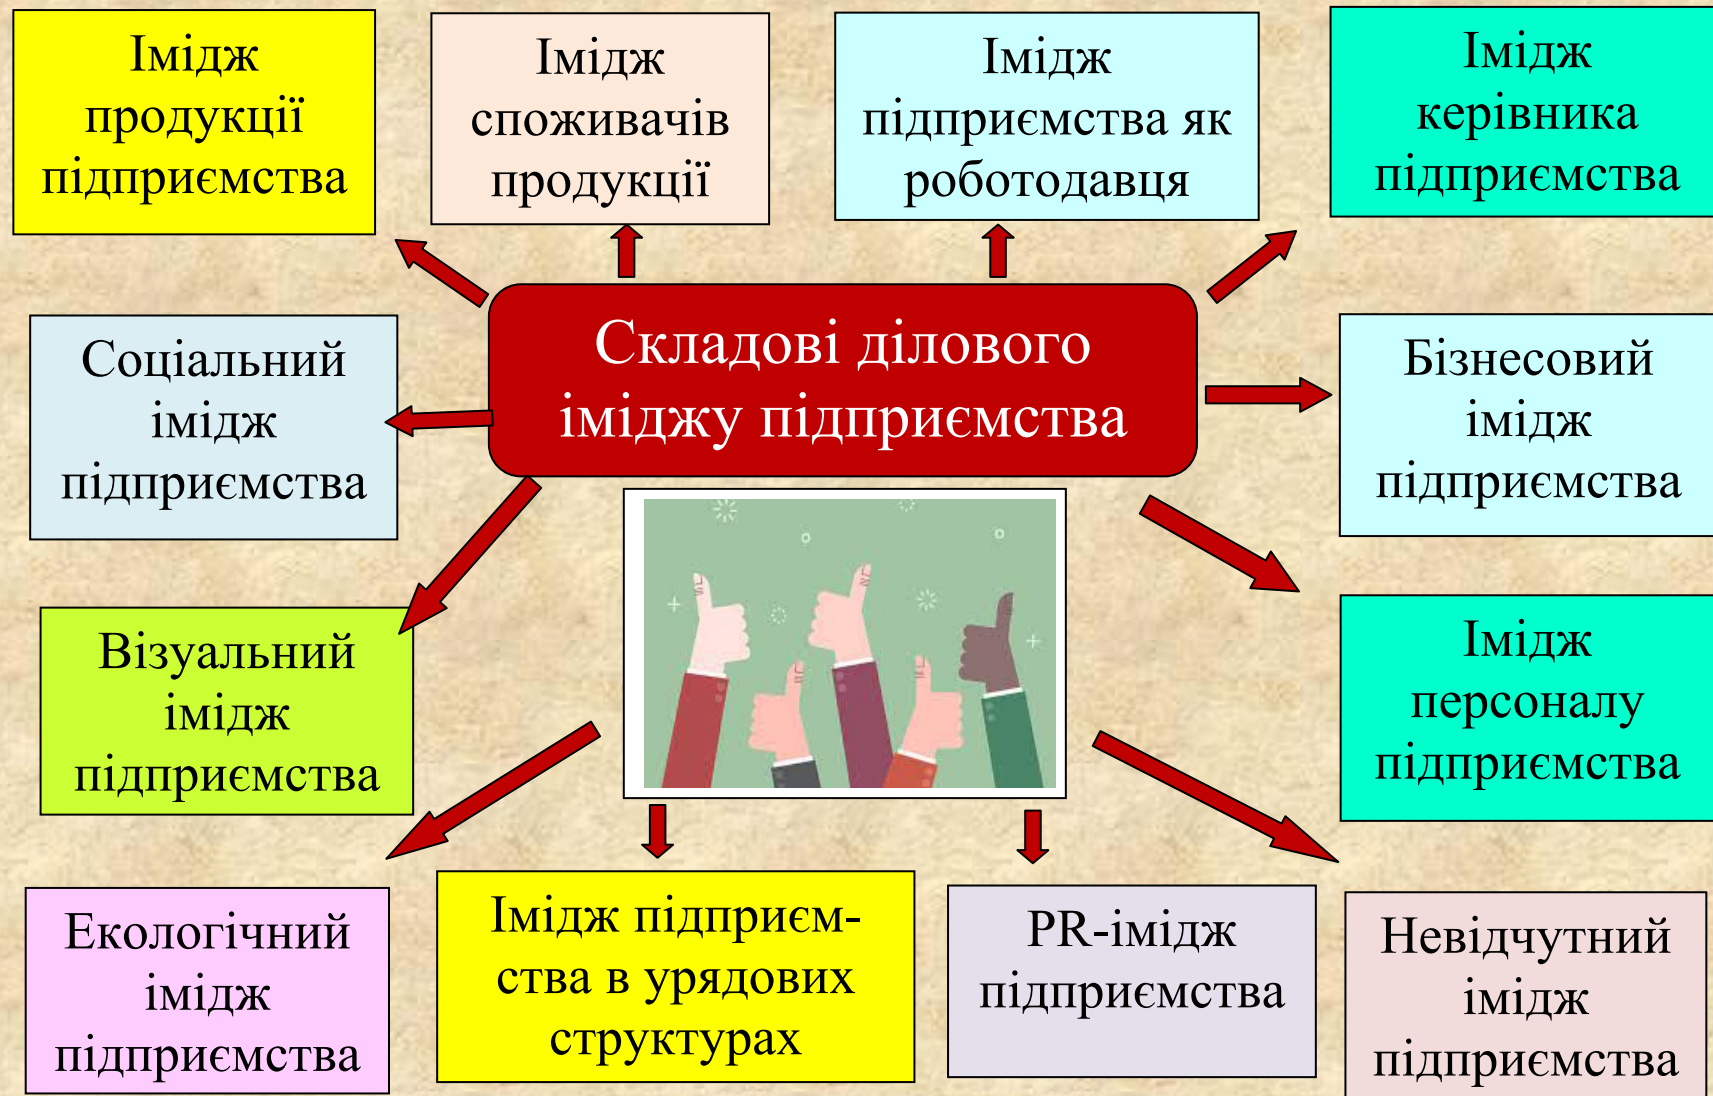 Імідж
продукції
підприємства
Імідж
споживачів
продукції
Імідж
підприємства як
роботодавця
Імідж
керівника
підприємства
Складові ділового
іміджу підприємства
Соціальний
імідж
підприємства
Бізнесовий
імідж
підприємства
Візуальний
імідж
підприємства
Імідж
персоналу
підприємства
Екологічний
імідж
підприємства
Імідж підприєм-
ства в урядових
структурах
PR-імідж
підприємства
Невідчутний
імідж
підприємства